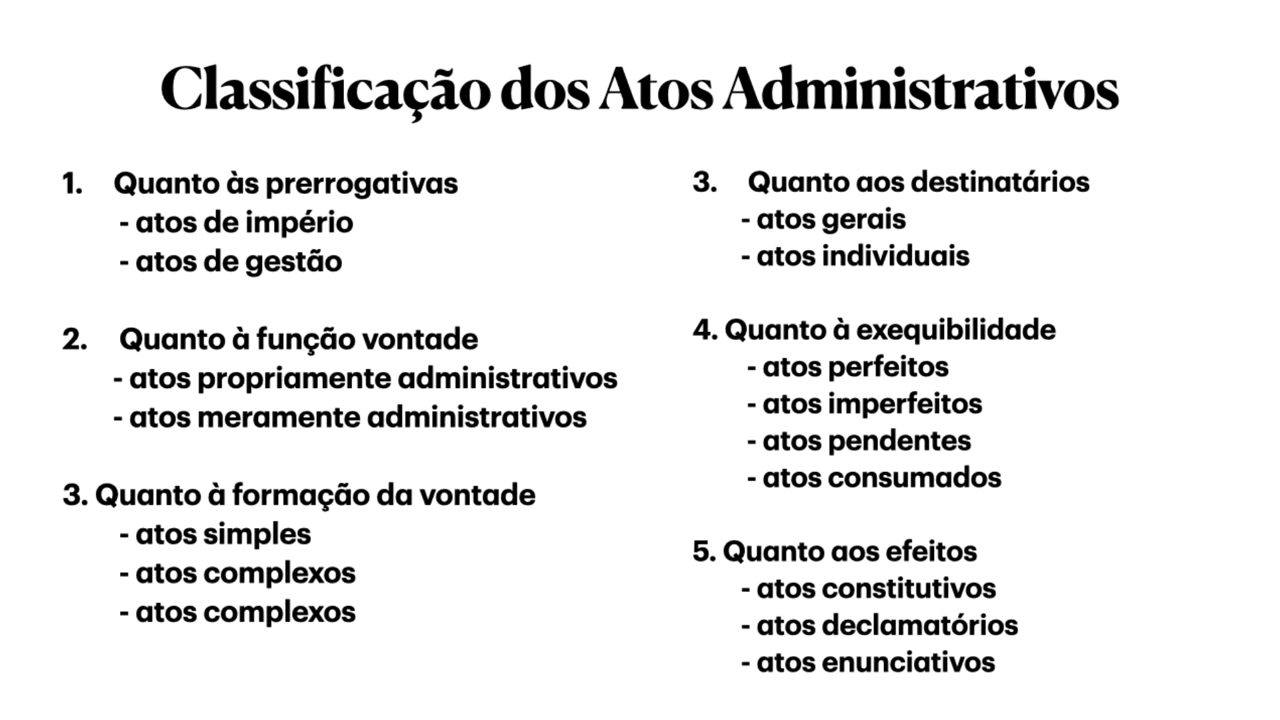 Classificação dos Atos Administrativos
1. Quanto às prerrogativas
- atos de império
- atos de gestão
2. Quanto à função vontade
- atos propriamente administrativos
- atos meramente administrativos
3. Quanto à formação da vontade
- atos simples
- atos complexos
- atos complexos
3. Quanto aos destinatários
- atos gerais
- atos individuais
4. Quanto à exequibilidade
- atos perfeitos
- atos imperfeitos
- atos pendentes
- atos consumados
5. Quanto aos efeitos
- atos constitutivos
- atos declamatórios
- atos enunciativos